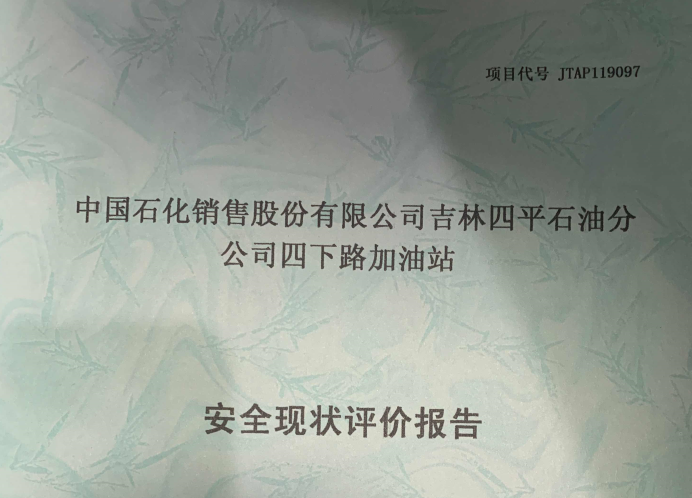 项目代号 JTAP119097
中国石化销售股份有限公司吉林四平石油分
公司四下路加油站
安全现状评价报告